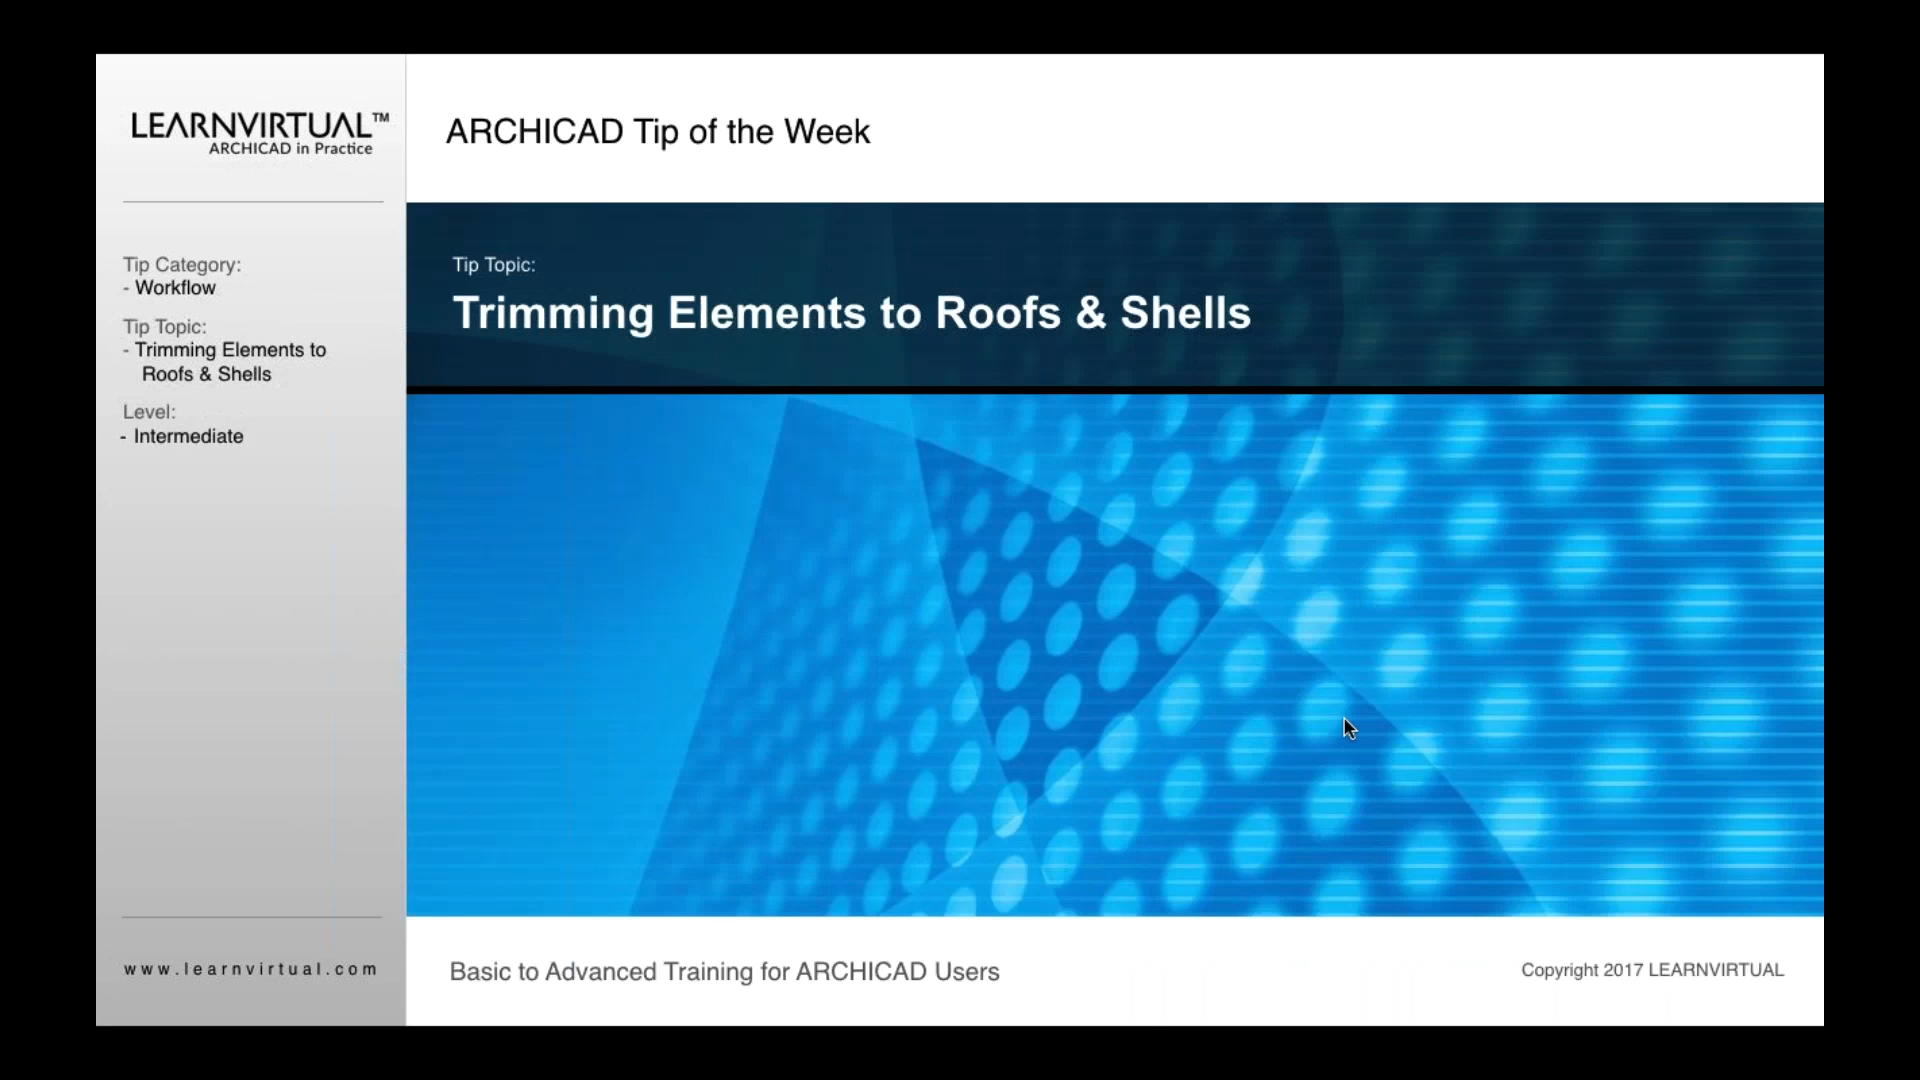 LEARNVIRTUAL™
ARCHICAD in Practice
Tip Category:
- Workflow
Tip Topic:
- Trimming Elements to
Roofs & Shells
Level:
- Intermediate
www.learnvirtual.com
ARCHICAD Tip of the Week
Tip Topic:
Trimming Elements to Roofs & Shells
Basic to Advanced Training for ARCHICAD Users
Copyright 2017 LEARNVIRTUAL